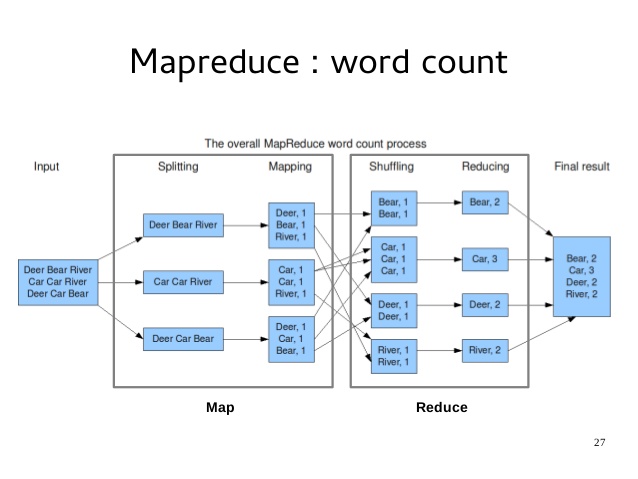 Mapreduce : word count
The overall MapReduce word count process
Input
Splitting
Mapping
Shuffling
Reducing
Final result
Deer Bear River
Car Car River
Deer Car Bear
Deer Bear River
Car Car River
Deer Car Bear
Deer, 1
Bear, 1
River, 1
Car, 1
Car, 1
River, 1
Deer, 1
Car, 1
Bear, 1
Bear, 1
Bear, 1
Car, 1
Car, 1
Car, 1
Deer, 1
Deer, 1
River, 1
River, 1
Bear, 2
Car, 3
Deer, 2
River, 2
Bear, 2
Car, 3
Deer, 2
River, 2
Map
Reduce
27